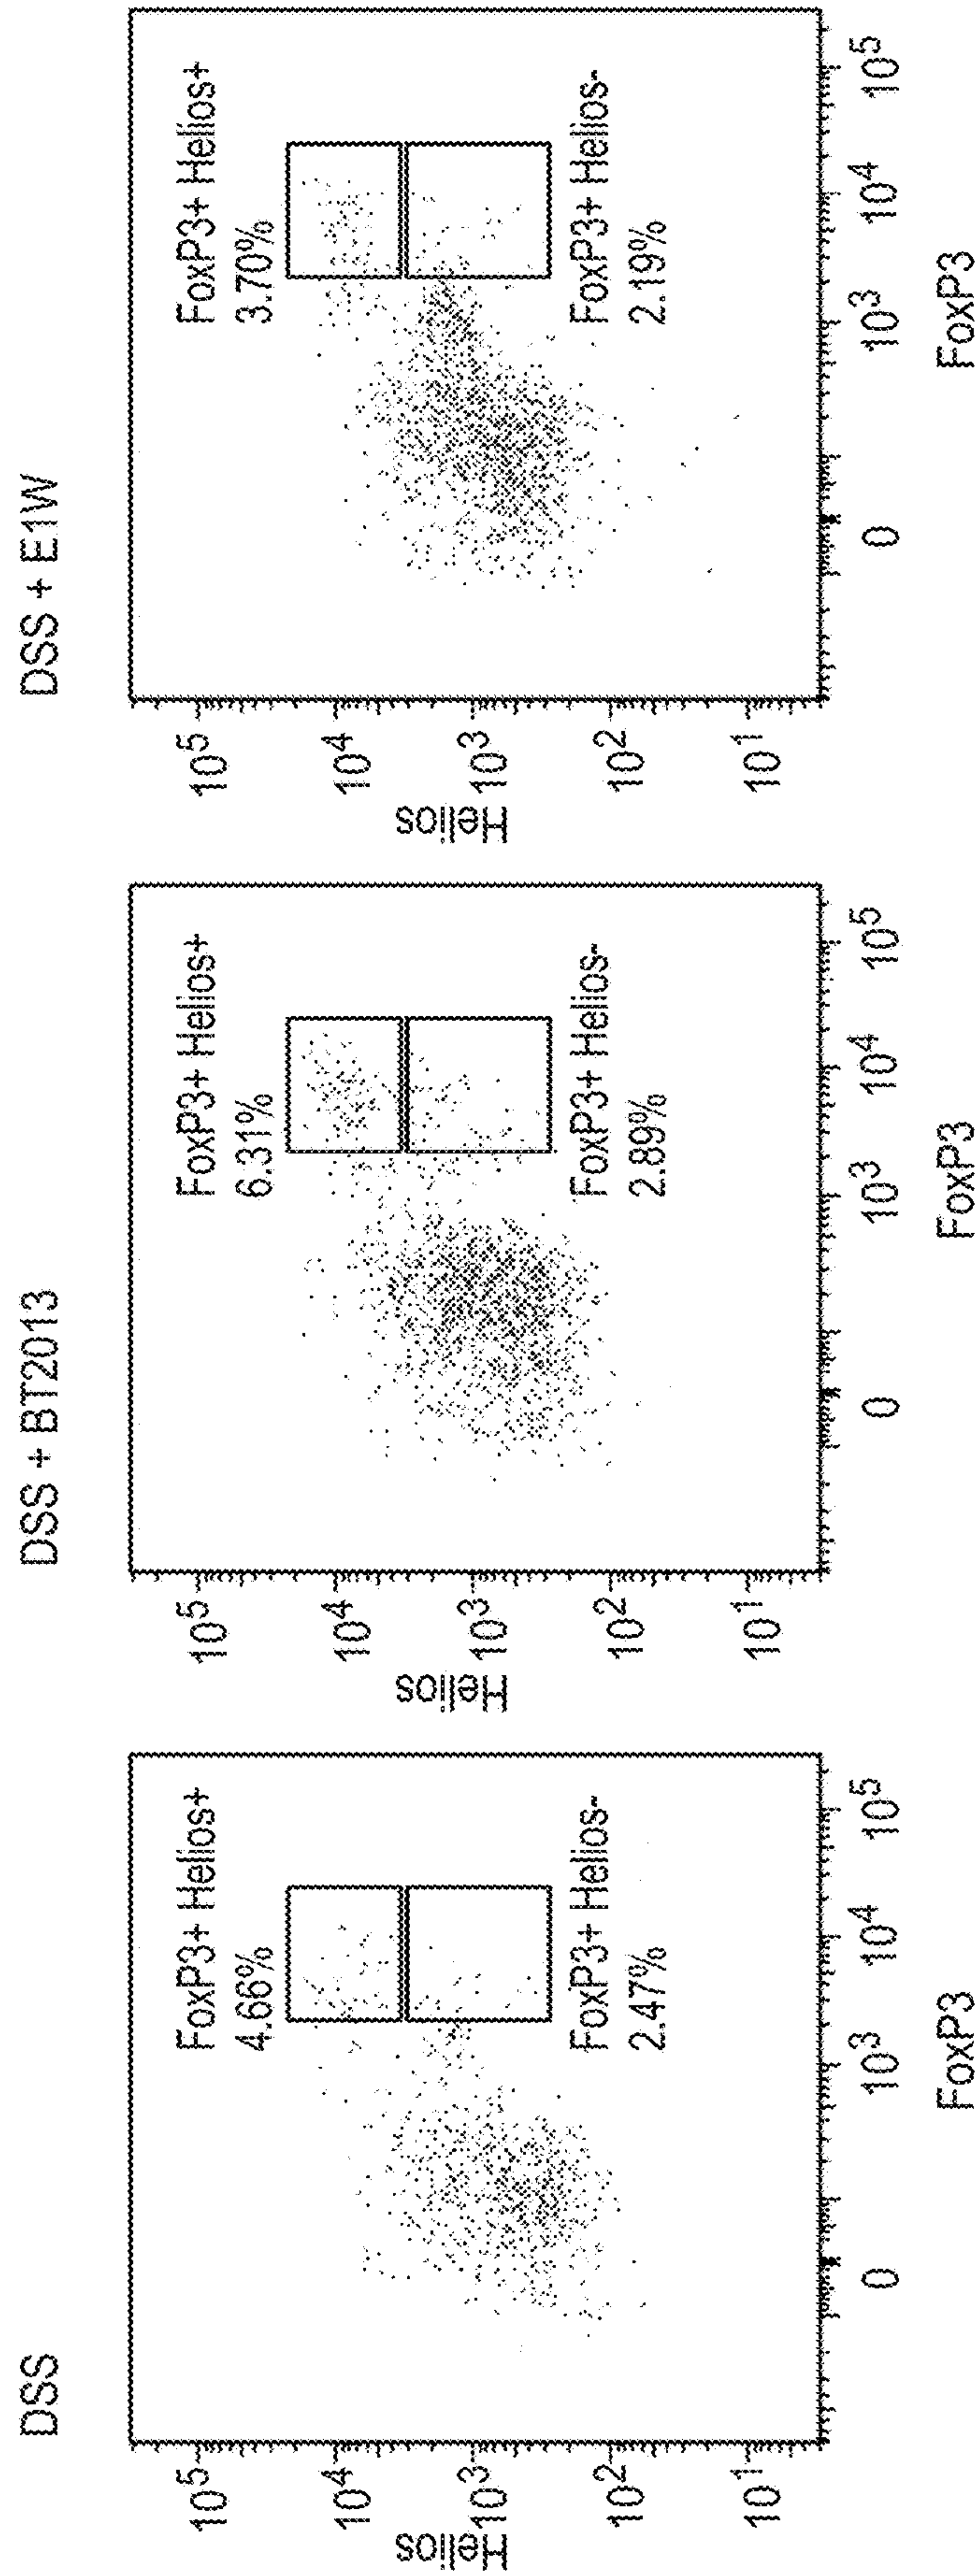 DSS
FoxP3+ Helios+
4.66%
10⁵
10⁴
10³
10²
10¹
Helios
FoxP3+ Helios-
2.47%
0
10³
10⁴
10⁵
FoxP3
DSS + BT2013
FoxP3+ Helios+
6.31%
10⁵
10⁴
10³
10²
10¹
Helios
FoxP3+ Helios-
2.89%
0
10³
10⁴
10⁵
FoxP3
DSS + E1W
FoxP3+ Helios+
3.70%
10⁵
10⁴
10³
10²
10¹
Helios
FoxP3+ Helios-
2.19%
0
10³
10⁴
10⁵
FoxP3